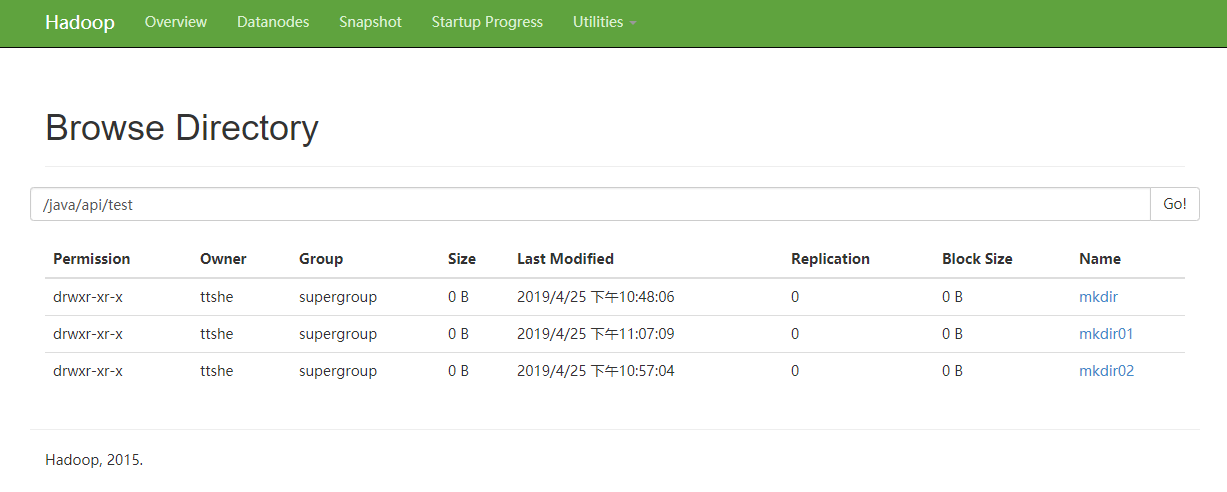 Hadoop Overview Datanodes Snapshot Startup Progress Utilities
Browse Directory
/java/api/test Go!
Permission Owner Group Size Last Modified Replication Block Size Name
drwxr-xr-x ttshe supergroup 0 B 2019/4/25 下午10:48:06 0 0 B mkdir
drwxr-xr-x ttshe supergroup 0 B 2019/4/25 下午11:07:09 0 0 B mkdir01
drwxr-xr-x ttshe supergroup 0 B 2019/4/25 下午10:57:04 0 0 B mkdir02
Hadoop, 2015.